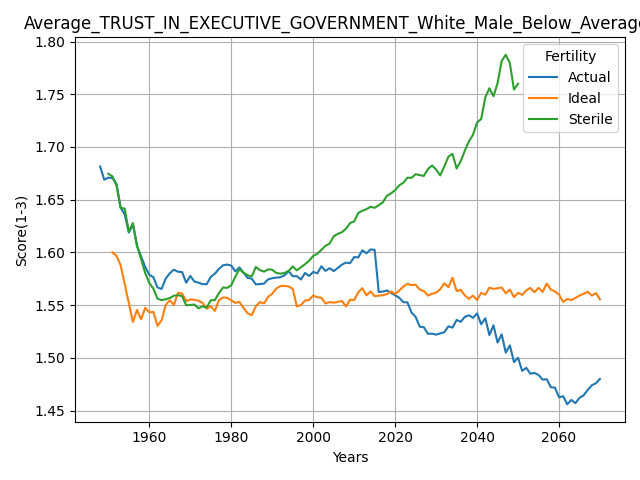 Average_TRUST_IN_EXECUTIVE_GOVERNMENT_White_Male_Below_Average
1.80
1.75
1.70
1.65
1.60
1.55
1.50
1.45
Score(1-3)
Fertility
Actual
Ideal
Sterile
1960 1980 2000 2020 2040 2060
Years